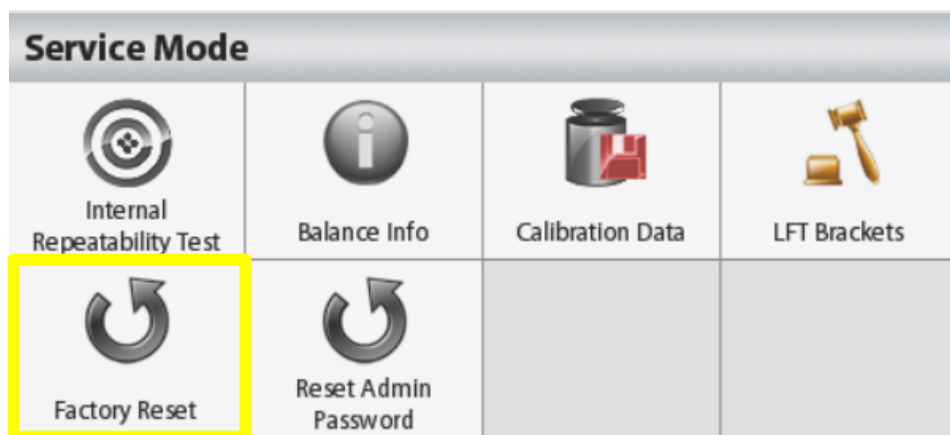 Service Mode
Internal
Repeatability Test
Balance Info
Calibration Data
LFT Brackets
Factory Reset
Reset Admin
Password